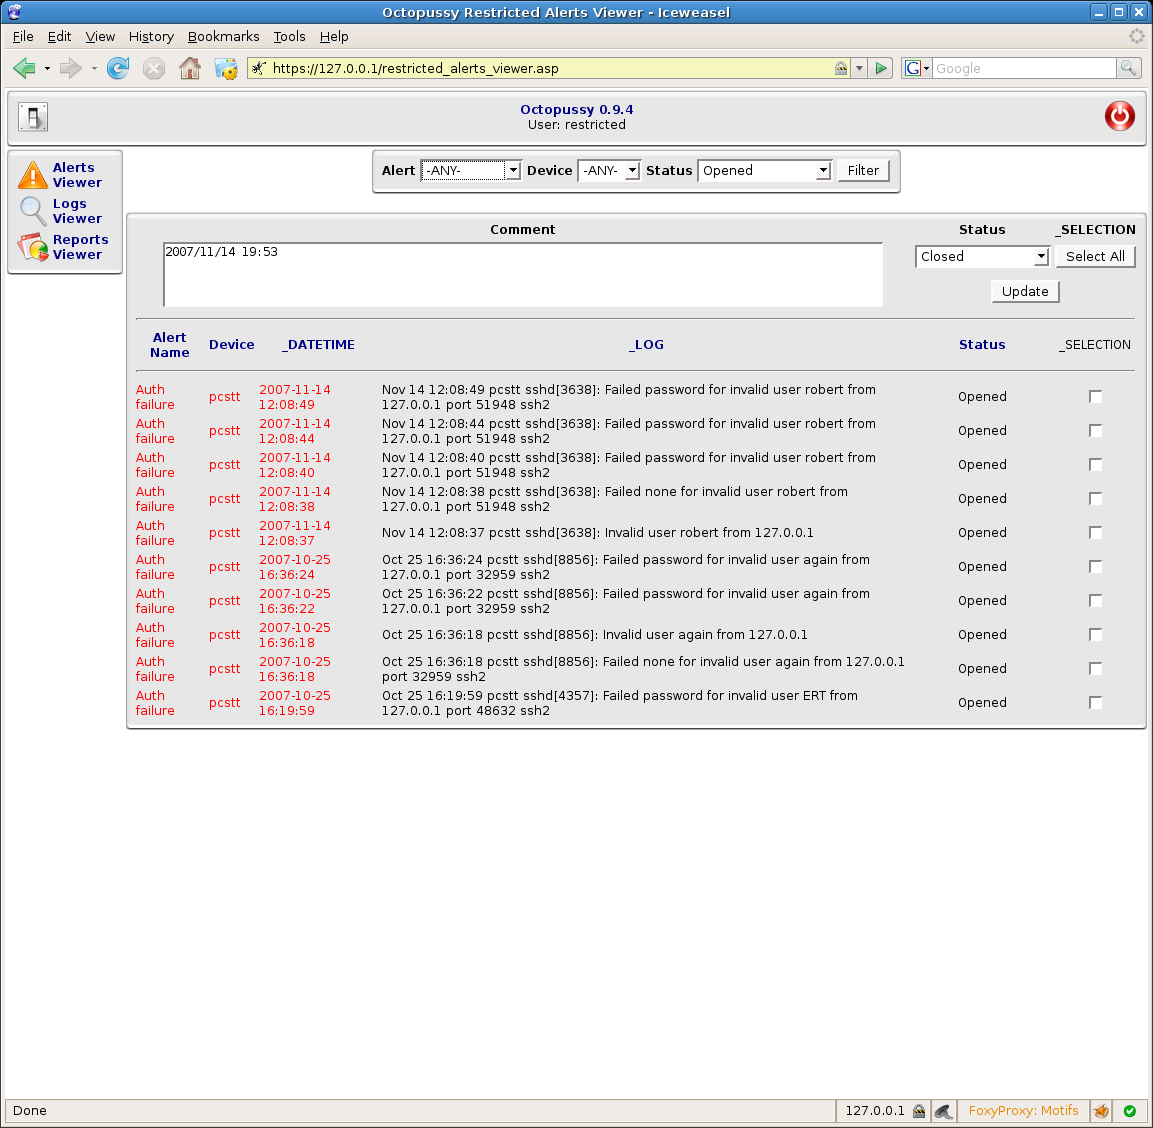 Octopussy Restricted Alerts Viewer - Iceweasel
File Edit View History Bookmarks Tools Help
https://127.0.0.1/restricted_alerts_viewer.asp
G Google
Octopussy 0.9.4
User: restricted
Alerts
Viewer
Logs
Viewer
Reports
Viewer
Alert -ANY- Device -ANY- Status Opened Filter
Comment Status _SELECTION
2007/11/14 19:53
Closed Select All
Update
Alert
Name Device _DATETIME _LOG Status _SELECTION
Auth
failure pcstt 2007-11-14
12:08:49 Nov 14 12:08:49 pcstt sshd[3638]: Failed password for invalid user robert from
127.0.0.1 port 51948 ssh2 Opened
Auth
failure pcstt 2007-11-14
12:08:44 Nov 14 12:08:44 pcstt sshd[3638]: Failed password for invalid user robert from
127.0.0.1 port 51948 ssh2 Opened
Auth
failure pcstt 2007-11-14
12:08:40 Nov 14 12:08:40 pcstt sshd[3638]: Failed password for invalid user robert from
127.0.0.1 port 51948 ssh2 Opened
Auth
failure pcstt 2007-11-14
12:08:38 Nov 14 12:08:38 pcstt sshd[3638]: Failed none for invalid user robert from
127.0.0.1 port 51948 ssh2 Opened
Auth
failure pcstt 2007-11-14
12:08:37 Nov 14 12:08:37 pcstt sshd[3638]: Invalid user robert from 127.0.0.1 Opened
Auth
failure pcstt 2007-10-25
16:36:24 Oct 25 16:36:24 pcstt sshd[8856]: Failed password for invalid user again from
127.0.0.1 port 32959 ssh2 Opened
Auth
failure pcstt 2007-10-25
16:36:22 Oct 25 16:36:22 pcstt sshd[8856]: Failed password for invalid user again from
127.0.0.1 port 32959 ssh2 Opened
Auth
failure pcstt 2007-10-25
16:36:18 Oct 25 16:36:18 pcstt sshd[8856]: Invalid user again from 127.0.0.1 Opened
Auth
failure pcstt 2007-10-25
16:36:18 Oct 25 16:36:18 pcstt sshd[8856]: Failed none for invalid user again from 127.0.0.1
port 32959 ssh2 Opened
Auth
failure pcstt 2007-10-25
16:19:59 Oct 25 16:19:59 pcstt sshd[4357]: Failed password for invalid user ERT from
127.0.0.1 port 48632 ssh2 Opened
Done 127.0.0.1 FoxyProxy: Motifs